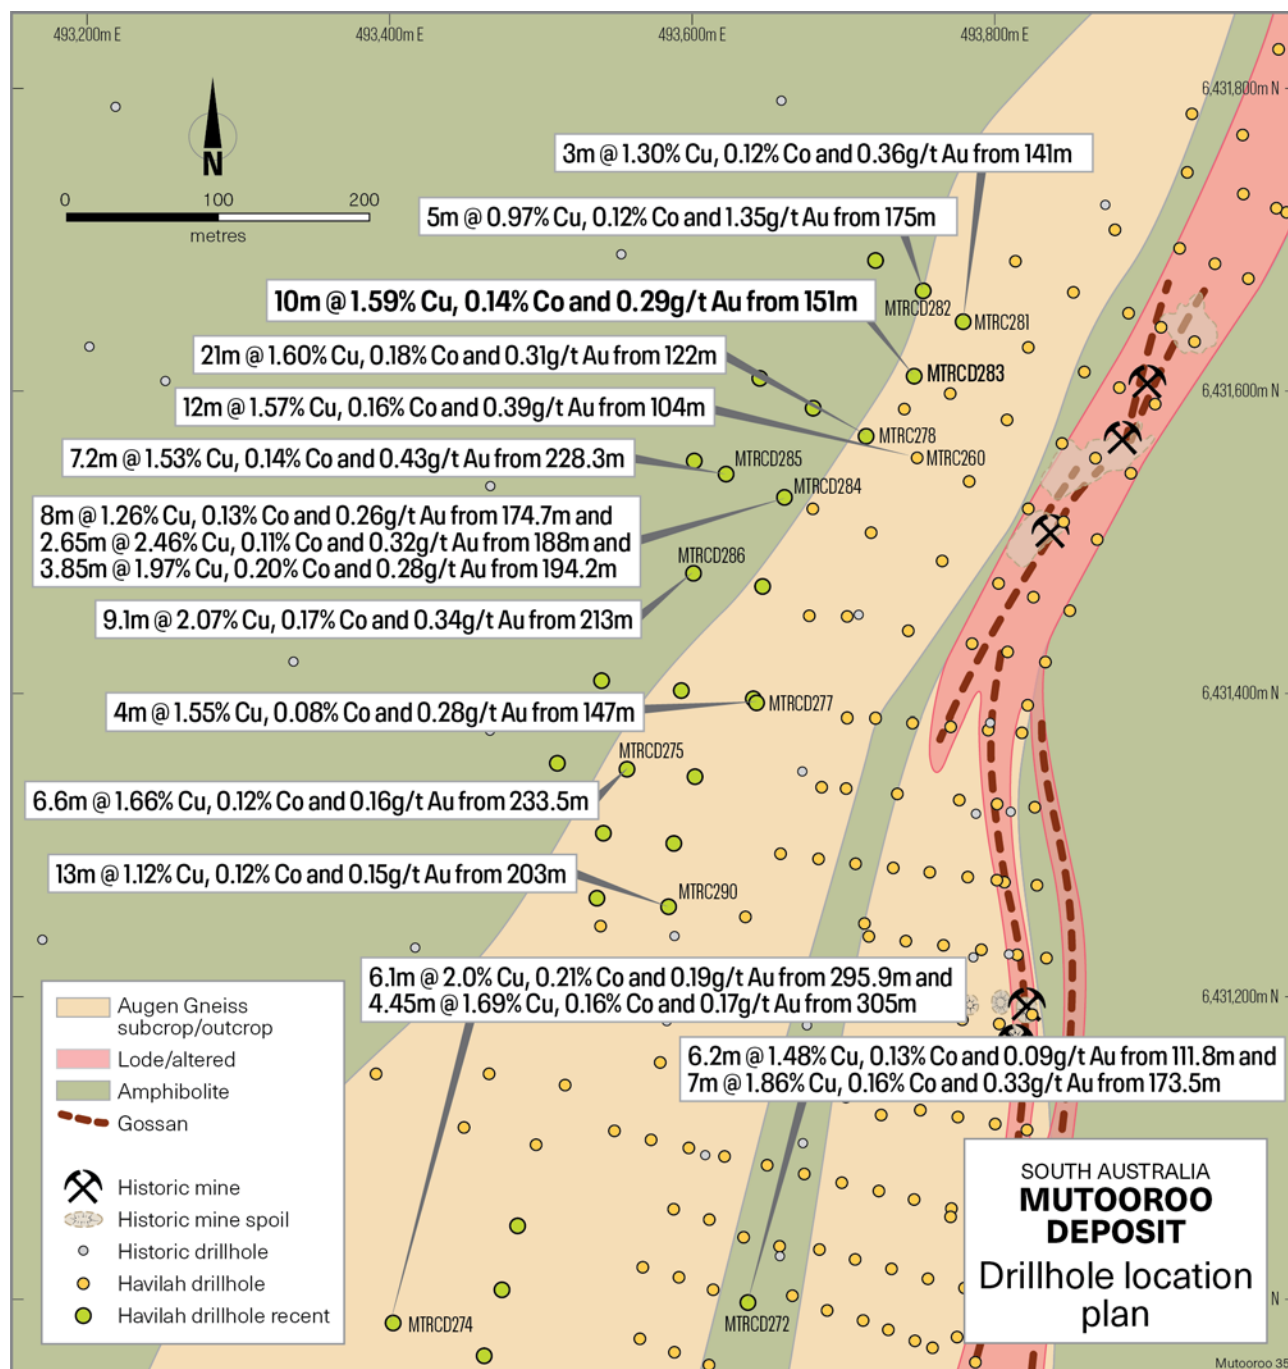 493,200m E
493,400m E
493,600m E
493,800m E
6,431,800m N
N
0 100 200
metres
3m @ 1.30% Cu, 0.12% Co and 0.36g/t Au from 141m
5m @ 0.97% Cu, 0.12% Co and 1.35g/t Au from 175m
10m @ 1.59% Cu, 0.14% Co and 0.29g/t Au from 151m
MTRCD282
MTRC281
21m @ 1.60% Cu, 0.18% Co and 0.31g/t Au from 122m
MTRCD283
6,431,600m N
12m @ 1.57% Cu, 0.16% Co and 0.39g/t Au from 104m
MTRC278
7.2m @ 1.53% Cu, 0.14% Co and 0.43g/t Au from 228.3m
MTRCD285
MTRC260
MTRCD284
8m @ 1.26% Cu, 0.13% Co and 0.26g/t Au from 174.7m and
2.65m @ 2.46% Cu, 0.11% Co and 0.32g/t Au from 188m and
3.85m @ 1.97% Cu, 0.20% Co and 0.28g/t Au from 194.2m
MTRCD286
9.1m @ 2.07% Cu, 0.17% Co and 0.34g/t Au from 213m
6,431,400m N
4m @ 1.55% Cu, 0.08% Co and 0.28g/t Au from 147m
MTRCD277
MTRCD275
6.6m @ 1.66% Cu, 0.12% Co and 0.16g/t Au from 233.5m
13m @ 1.12% Cu, 0.12% Co and 0.15g/t Au from 203m
MTRC290
6.1m @ 2.0% Cu, 0.21% Co and 0.19g/t Au from 295.9m and
4.45m @ 1.69% Cu, 0.16% Co and 0.17g/t Au from 305m
6,431,200m N
6.2m @ 1.48% Cu, 0.13% Co and 0.09g/t Au from 111.8m and
7m @ 1.86% Cu, 0.16% Co and 0.33g/t Au from 173.5m
Augen Gneiss
subcrop/outcrop
Lode/altered
Amphibolite
Gossan
Historic mine
Historic mine spoil
Historic drillhole
Havilah drillhole
Havilah drillhole recent
MTRCD274
MTRCD272
SOUTH AUSTRALIA
MUTOOROO
DEPOSIT
Drillhole location
plan
N
Mutooroo 35